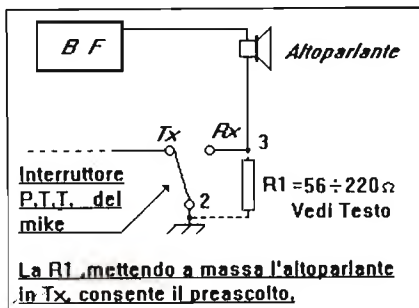 B F
Altoparlante
Tx
Rx
3
Interruttore
P.T.T. del
mike
2
R1 = 56 ÷ 220 Ω
Vedi Testo
La R1 ,mettendo a massa l'altoparlante
in Tx, consente il preascolto.